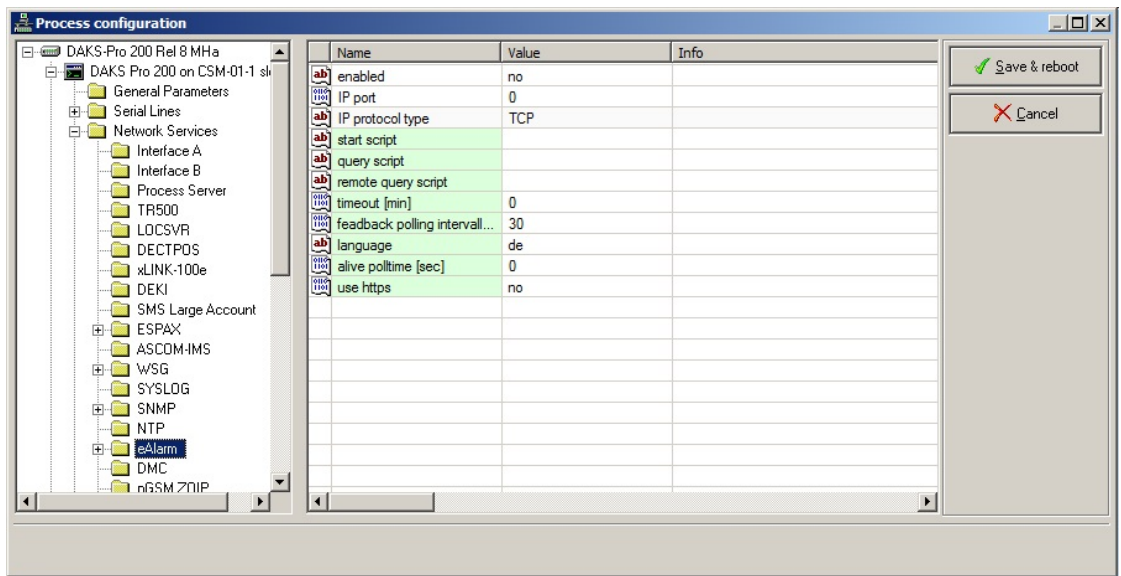 Process configuration
DAKS-Pro 200 Rel 8 MHa
DAKS Pro 200 on CSM-01-1 sl
General Parameters
Serial Lines
Network Services
Interface A
Interface B
Process Server
TR500
LOCSVR
DECTPOS
xLINK-100e
DEKI
SMS Large Account
ESPAX
ASCOM-IMS
WSG
SYSLOG
SNMP
NTP
eAlarm
DMC
nGSM ZOIP
Name Value Info
enabled no
IP port 0
IP protocol type TCP
start script
query script
remote query script
timeout [min] 0
feadback polling intervall... 30
language de
alive polltime [sec] 0
use https no
Save & reboot
Cancel